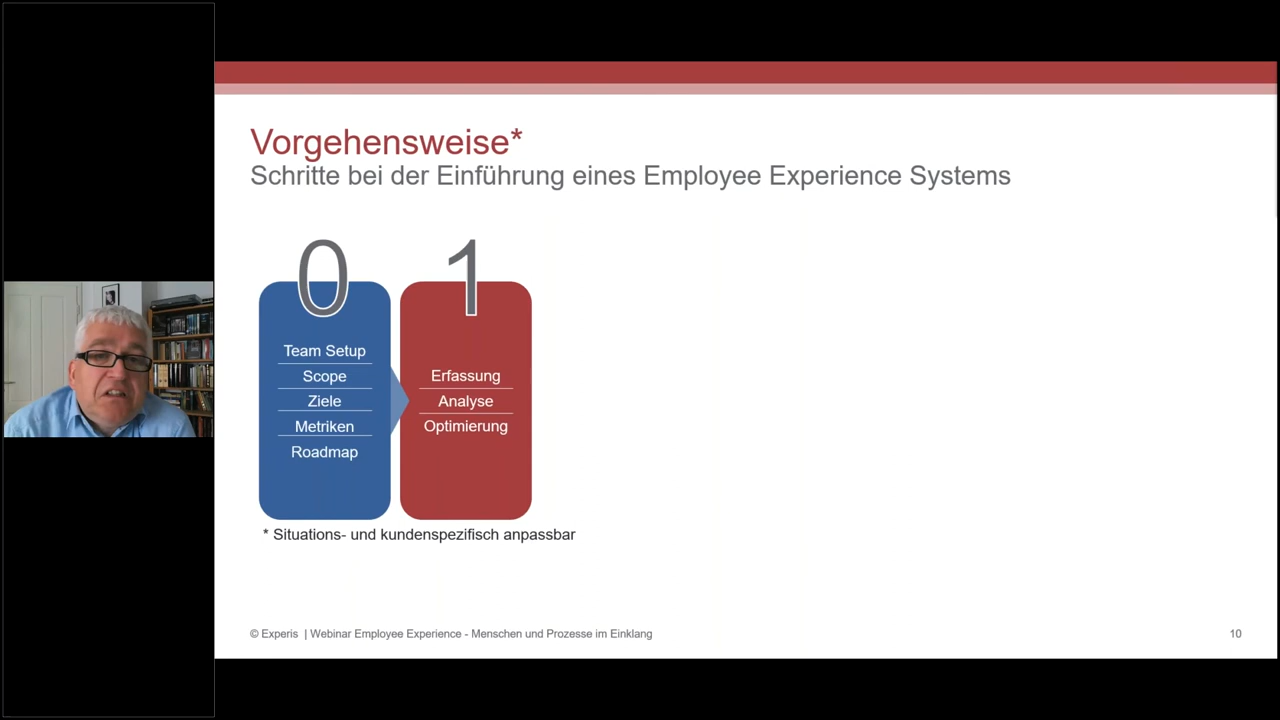 Vorgehensweise*
Schritte bei der Einführung eines Employee Experience Systems
0
Team Setup
Scope
Ziele
Metriken
Roadmap
1
Erfassung
Analyse
Optimierung
* Situations- und kundenspezifisch anpassbar
© Experis | Webinar Employee Experience - Menschen und Prozesse im Einklang
10